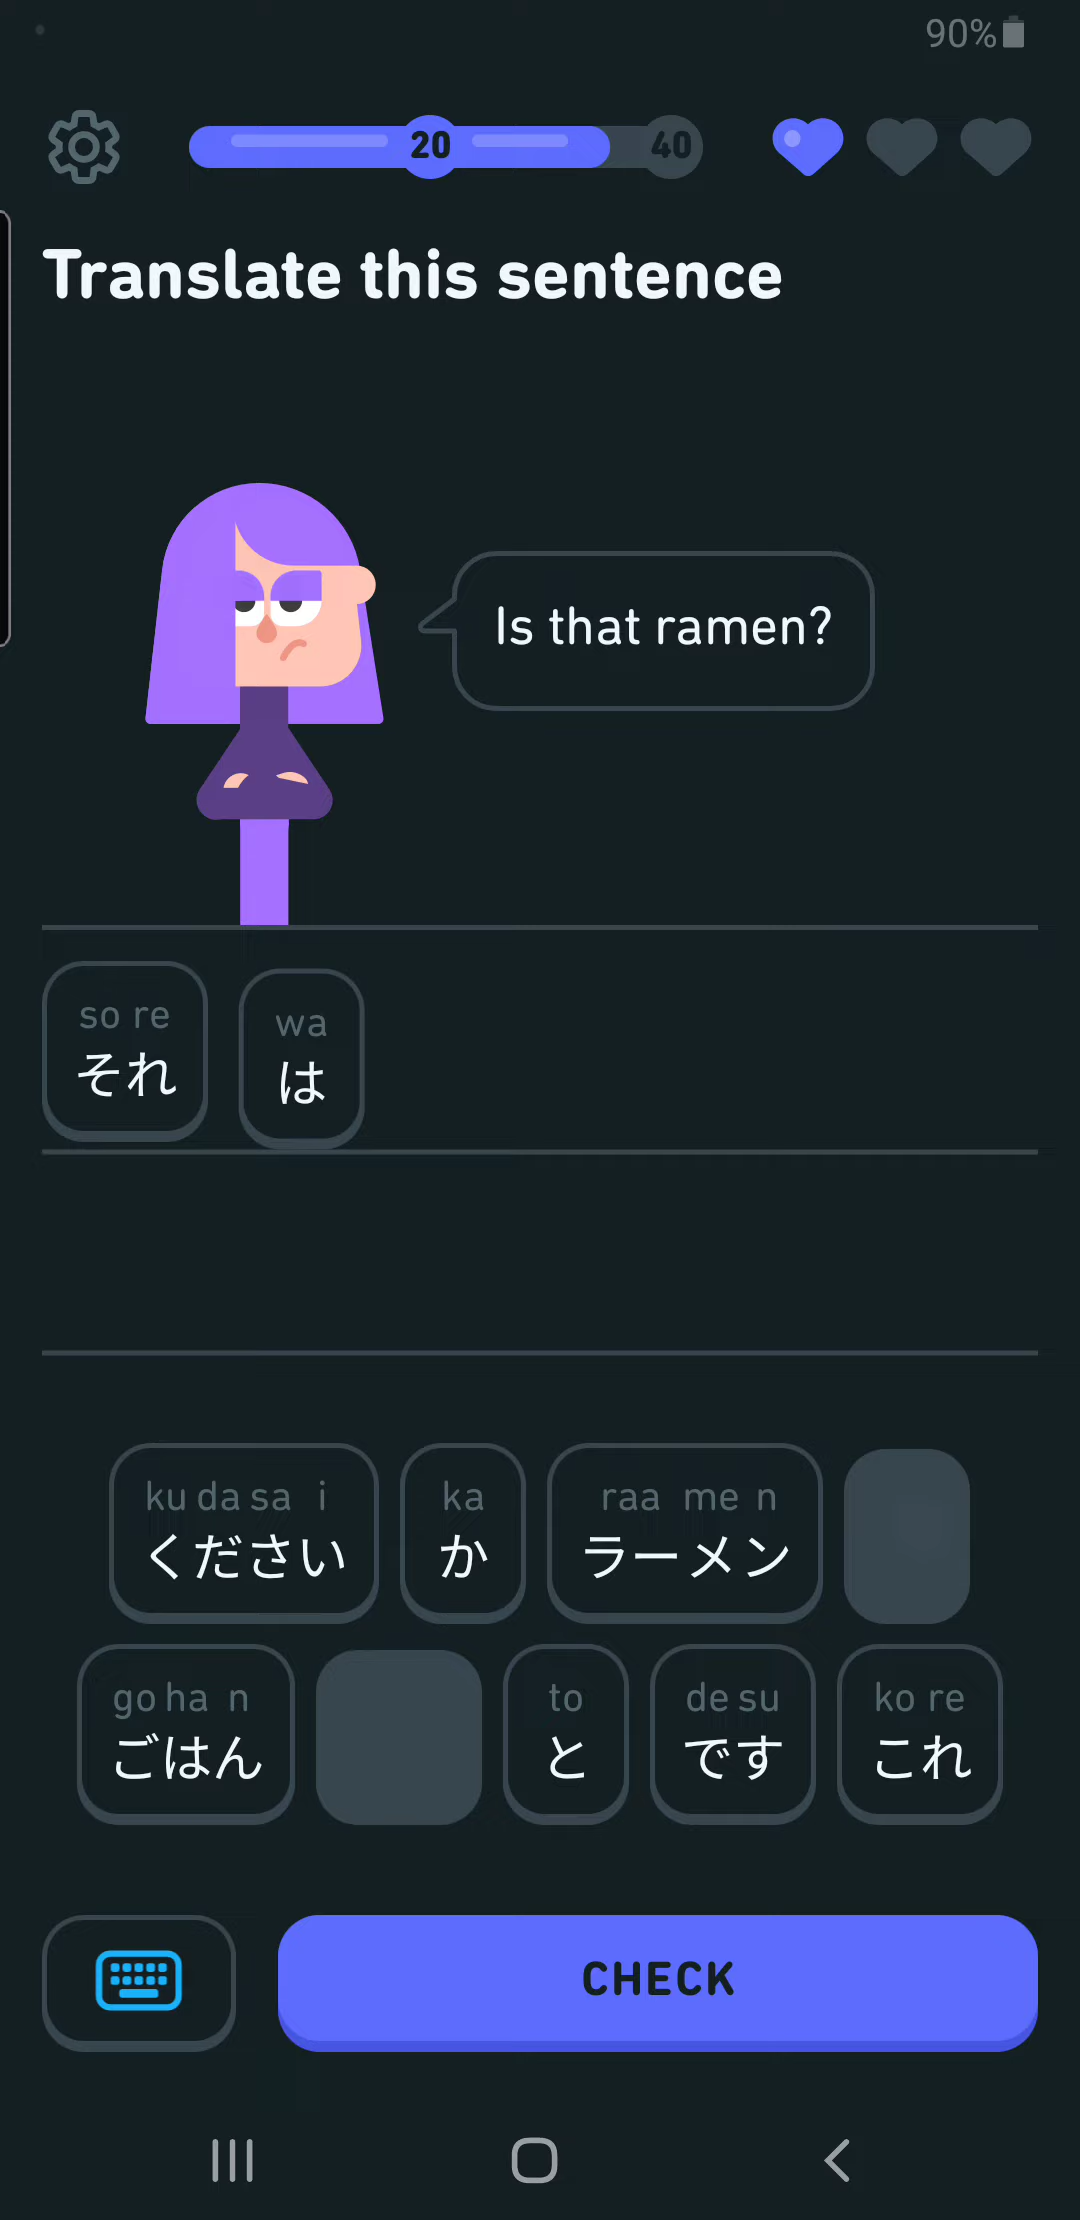 90%
20 40
Translate this sentence
Is that ramen?
so re wa
それ は
ku da sa i ka raa me n
ください か ラーメン
go ha n to de su ko re
ごはん と です これ
CHECK